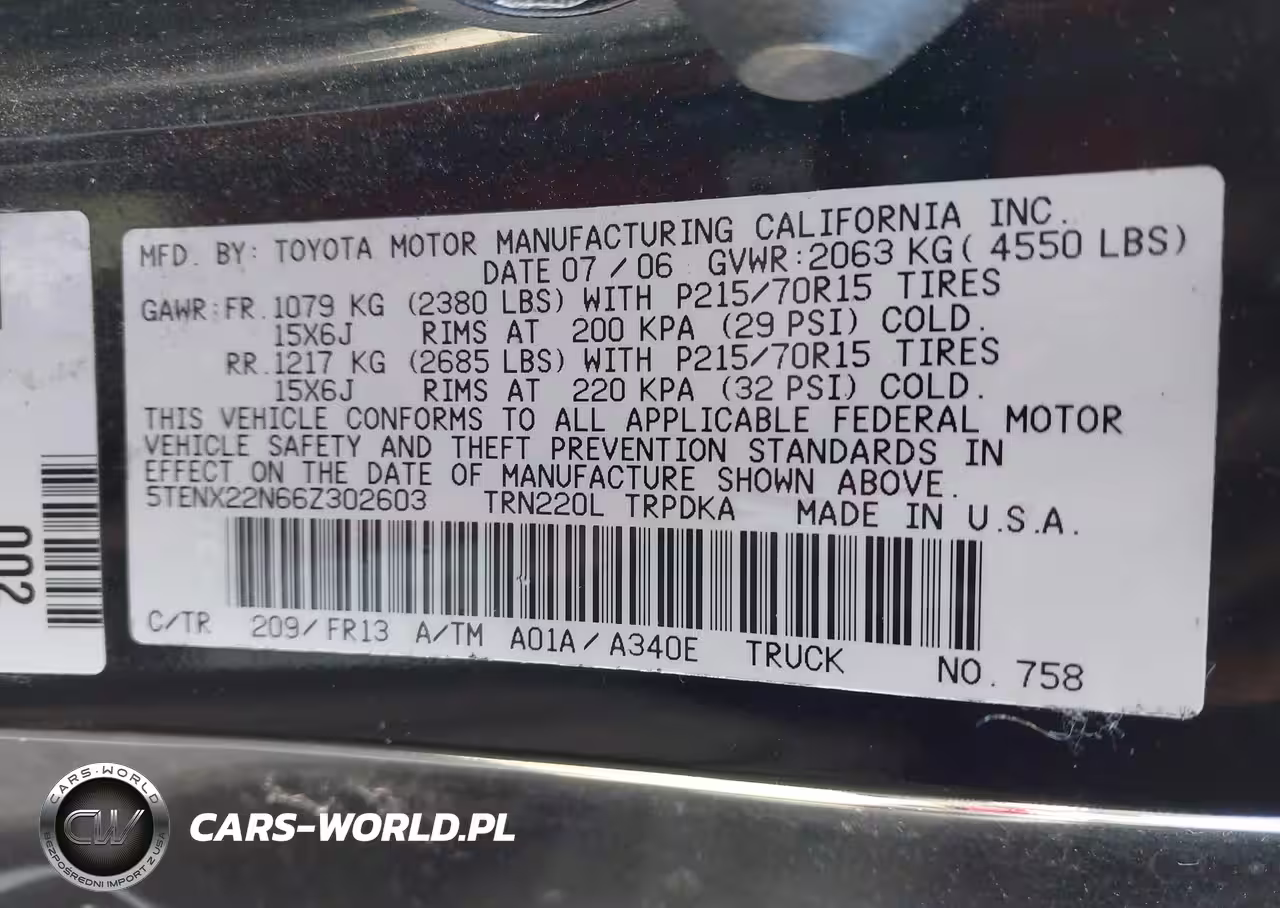 MFD. BY: TOYOTA MOTOR MANUFACTURING CALIFORNIA INC.
DATE 07 / 06 GVWR:2063 KG( 4550 LBS)
GAWR:FR. 1079 KG (2380 LBS) WITH P215/70R15 TIRES
15X6J RIMS AT 200 KPA (29 PSI) COLD.
RR. 1217 KG (2685 LBS) WITH P215/70R15 TIRES
15X6J RIMS AT 220 KPA (32 PSI) COLD.
THIS VEHICLE CONFORMS TO ALL APPLICABLE FEDERAL MOTOR
VEHICLE SAFETY AND THEFT PREVENTION STANDARDS IN
EFFECT ON THE DATE OF MANUFACTURE SHOWN ABOVE.
5TENX22N66Z302603 TRN220L TRPDKA MADE IN U.S.A.
C/TR 209/FR13 A/TM A01A/A340E TRUCK NO. 758
002
CARS-WORLD
CW
BEZPOŚREDNI IMPORT Z USA
CARS-WORLD.PL